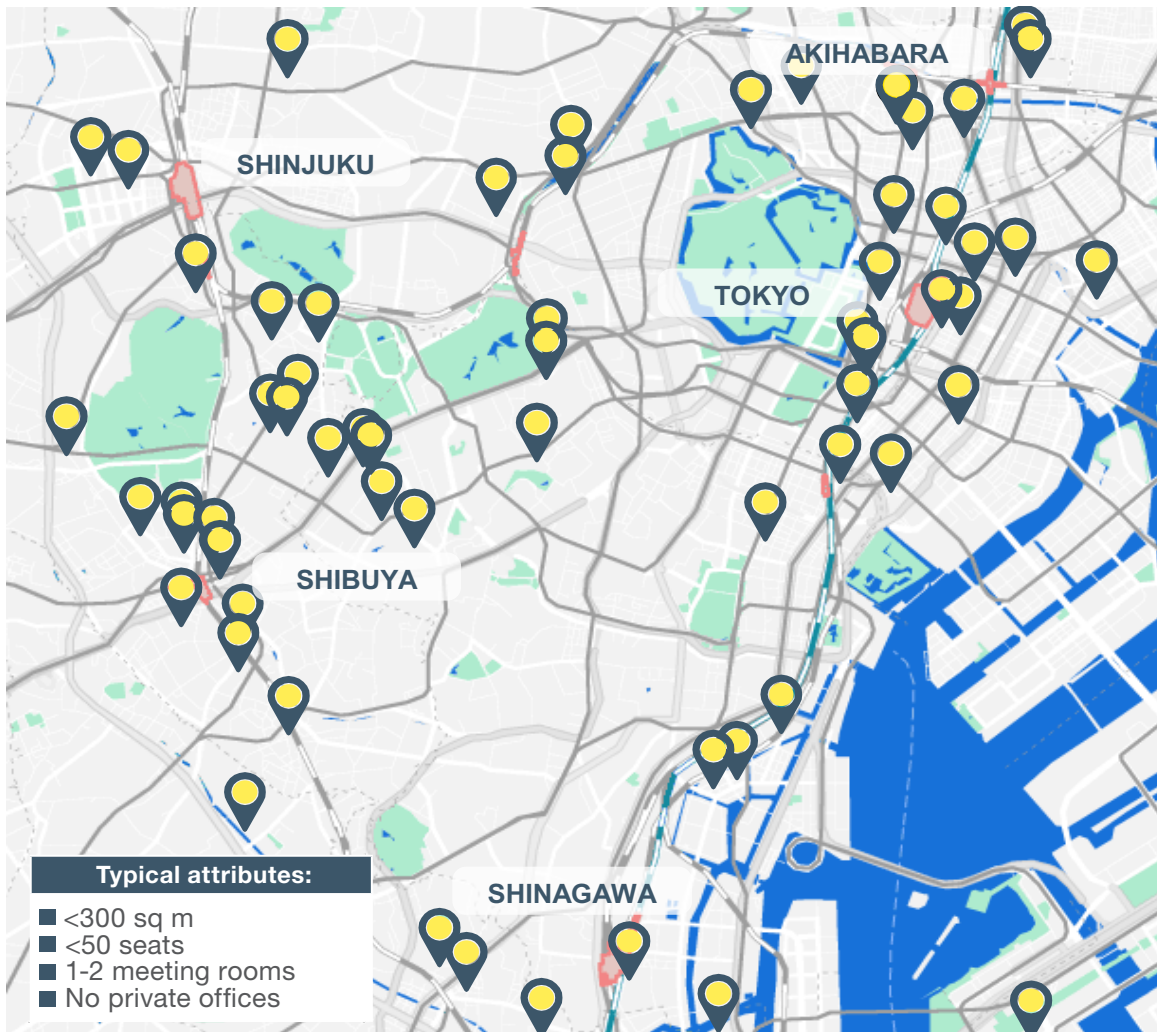 AKIHABARA
SHINJUKU
TOKYO
SHIBUYA
SHINAGAWA
Typical attributes:
<300 sq m
<50 seats
1-2 meeting rooms
No private offices